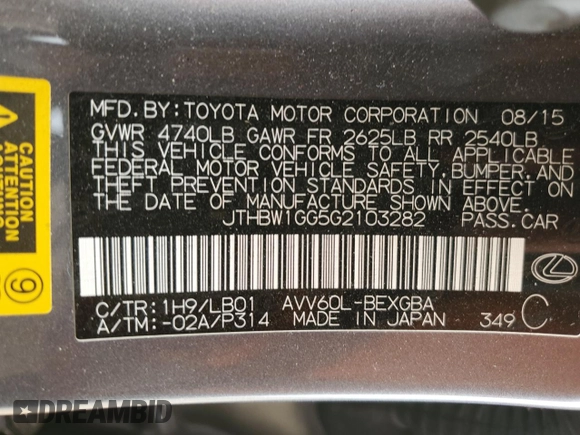 MFD.BY:TOYOTA MOTOR CORPORATION 08/15
GVWR 4740LB GAWR FR 2625LB RR 2540LB
THIS VEHICLE CONFORMS TO ALL APPLICABLE
FEDERAL MOTOR VEHICLE SAFETY,BUMPER,AND
THEFT PREVENTION STANDARDS IN EFFECT ON
THE DATE OF MANUFACTURE SHOWN ABOVE.
JTHBW1GG5G2103282 PASS.CAR
C/TR:1H9/LB01 AVV60L-BEXGBA
A/TM:-02A/P314 MADE IN JAPAN 349 C
ATTENTION
9
DREAMBID